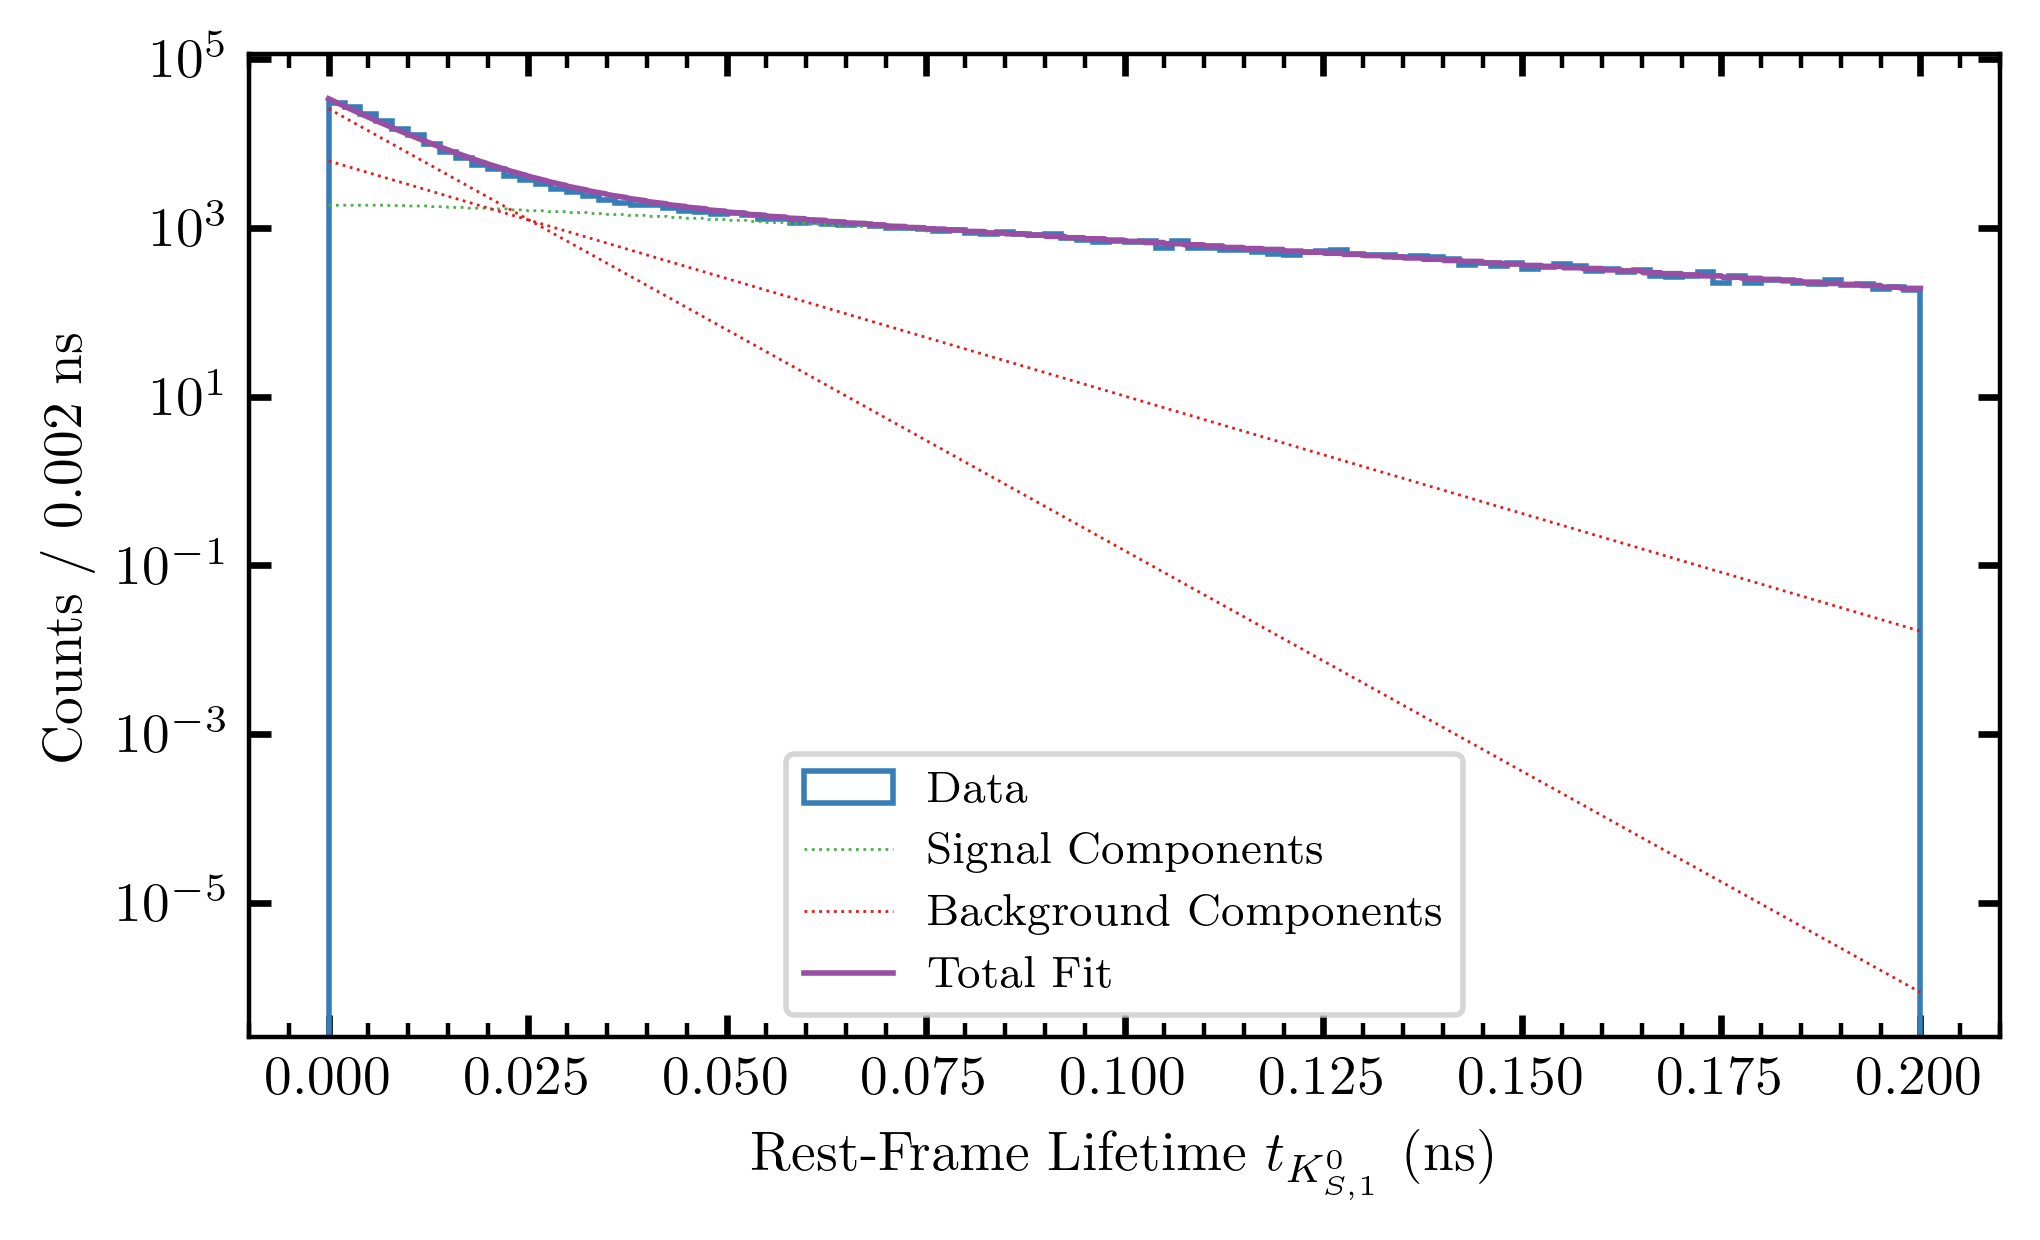 10^5
10^3
10^1
10^−1
10^−3
10^−5
Counts / 0.002 ns
Data
Signal Components
Background Components
Total Fit
0.000 0.025 0.050 0.075 0.100 0.125 0.150 0.175 0.200
Rest-Frame Lifetime t_{K^0_{S,1}} (ns)